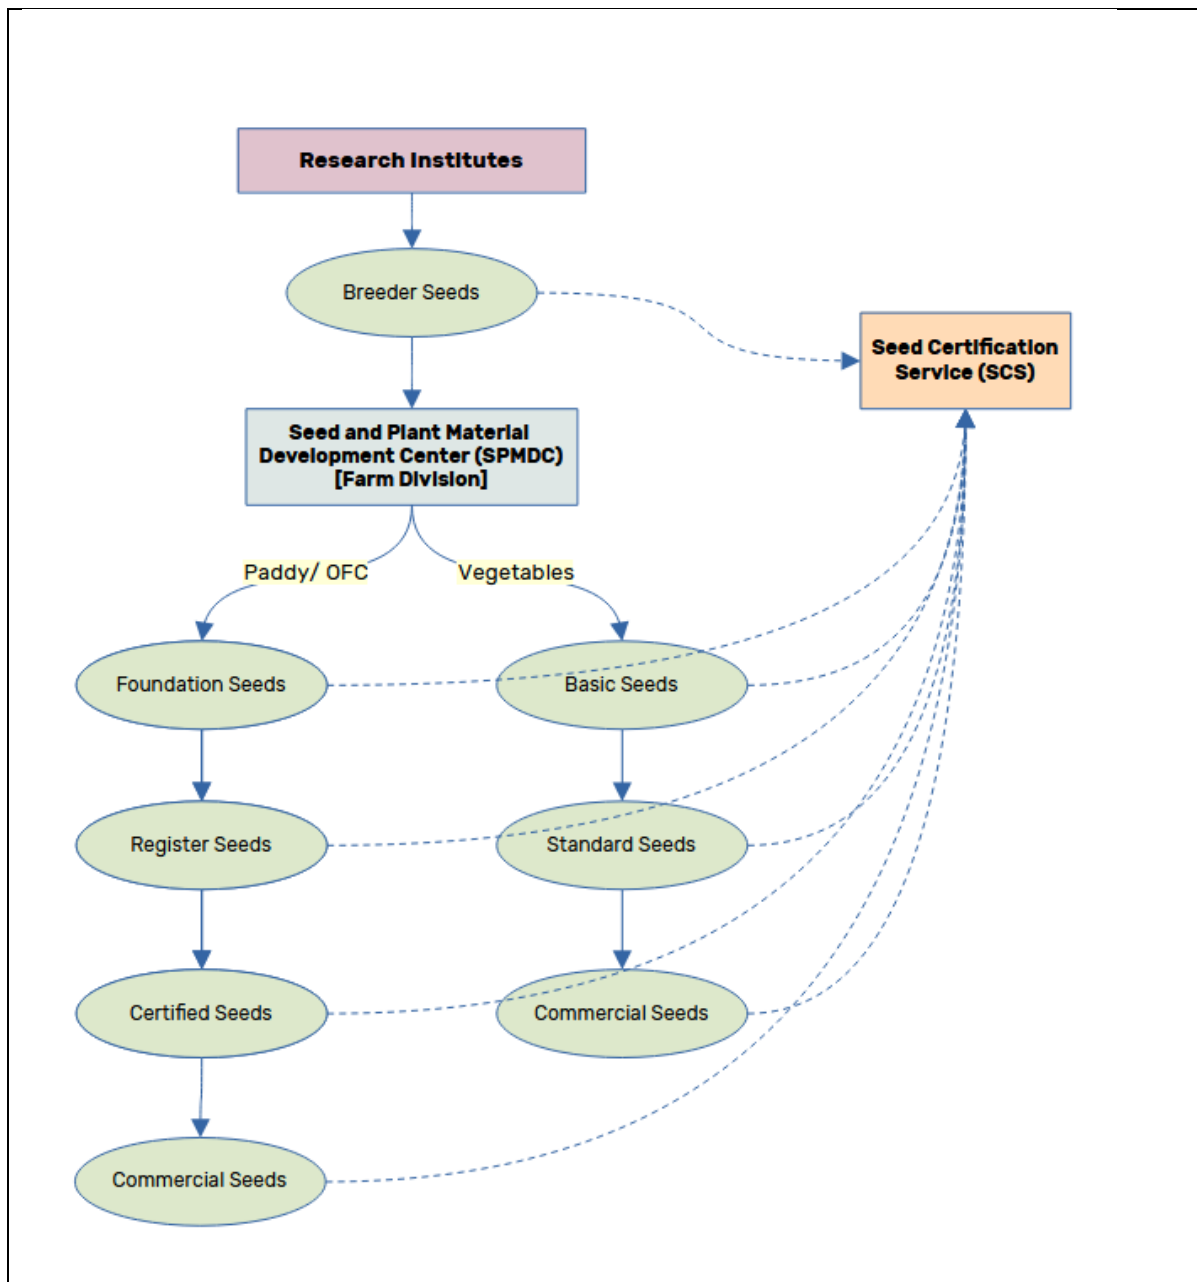 Research Institutes
Breeder Seeds
Seed Certification
Service (SCS)
Seed and Plant Material
Development Center (SPMDC)
[Farm Division]
Paddy/ OFC
Vegetables
Foundation Seeds
Basic Seeds
Register Seeds
Standard Seeds
Certified Seeds
Commercial Seeds
Commercial Seeds